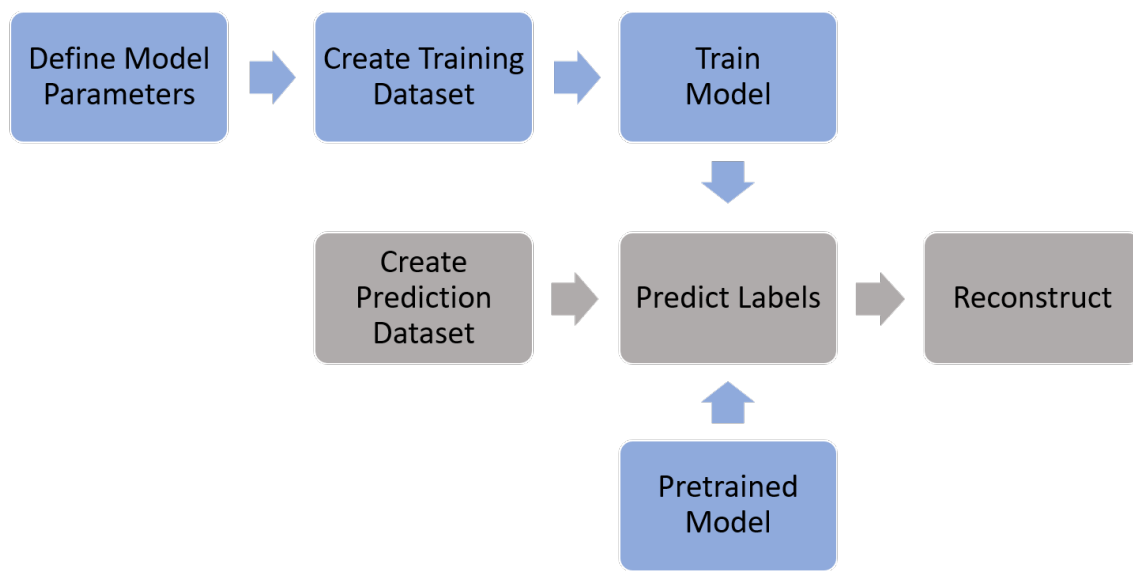 Define Model
Parameters
Create Training
Dataset
Train
Model
Create
Prediction
Dataset
Predict Labels
Reconstruct
Pretrained
Model